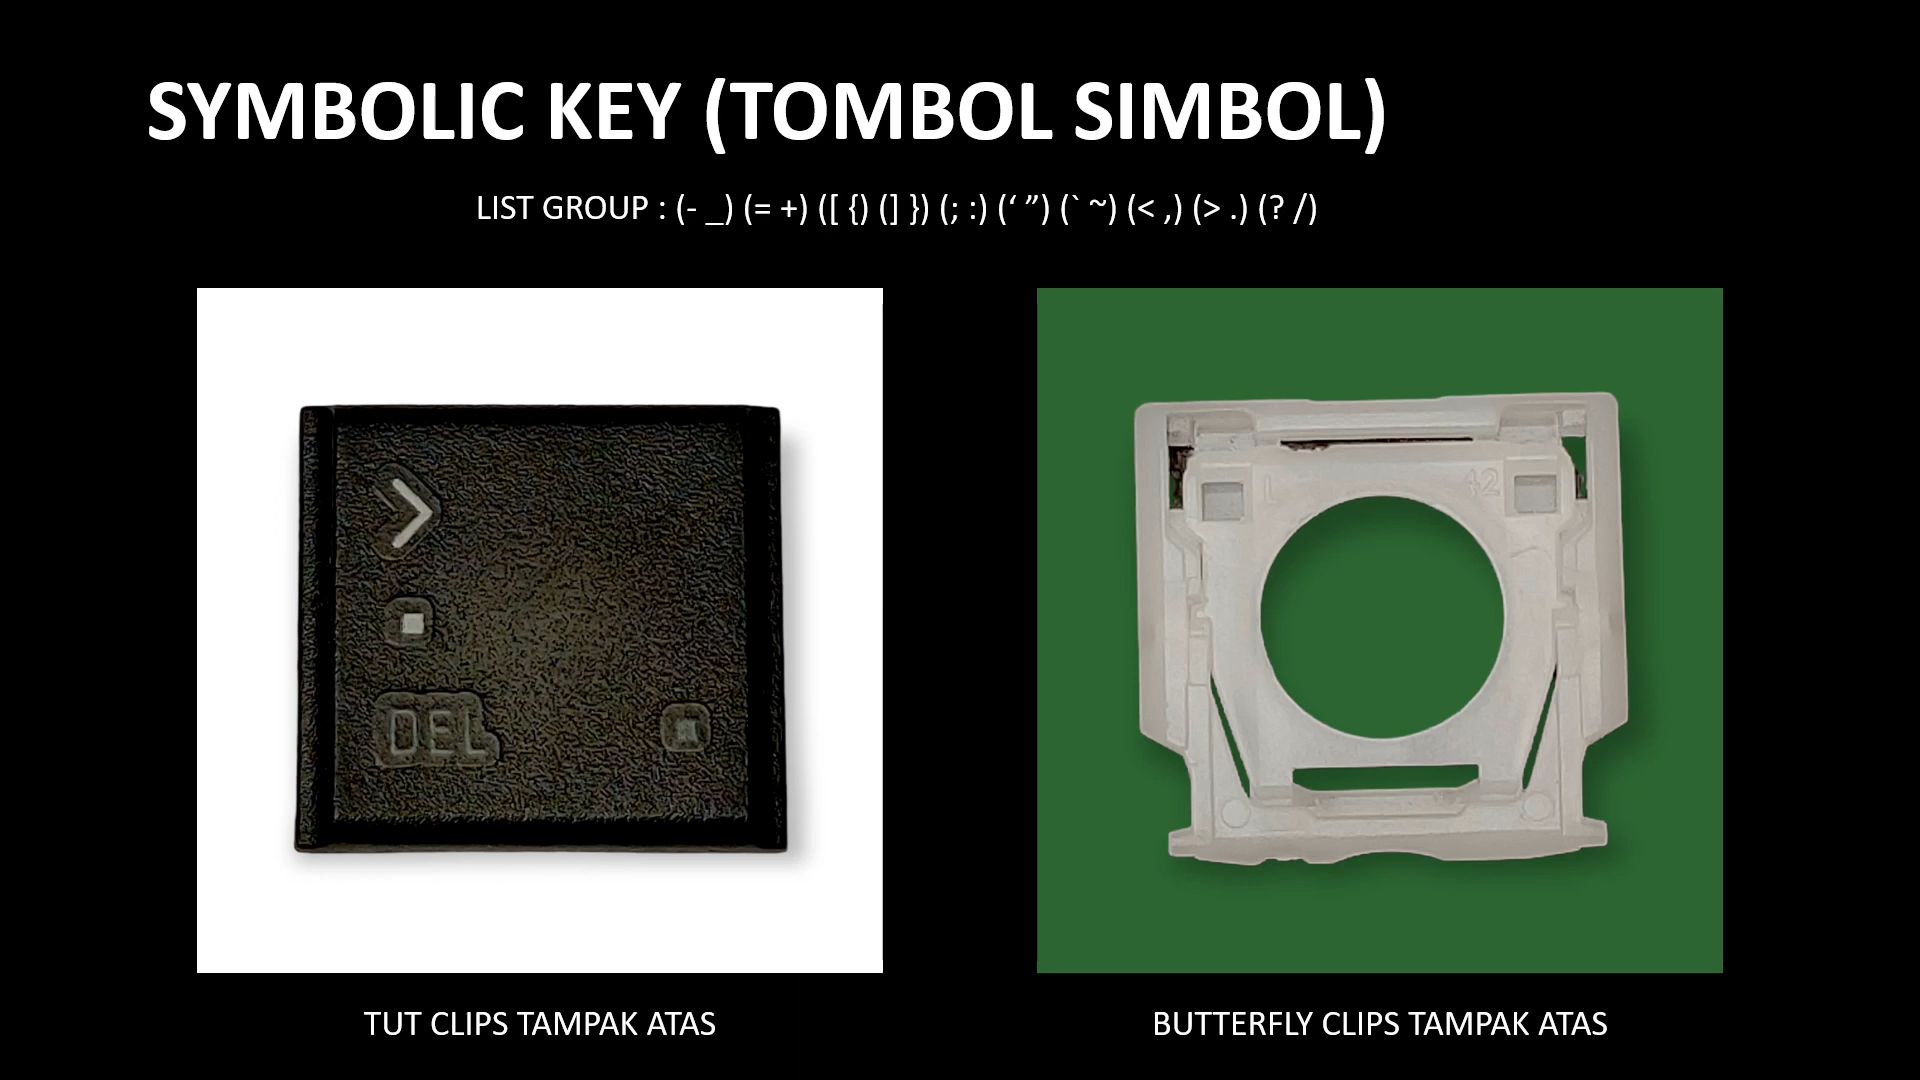 SYMBOLIC KEY (TOMBOL SIMBOL)
LIST GROUP : (- _) (= +) ([ {) (] }) (; :) (‘ ”) (` ~) (< ,) (> .) (? /)
>
.
DEL .
L 42
TUT CLIPS TAMPAK ATAS
BUTTERFLY CLIPS TAMPAK ATAS